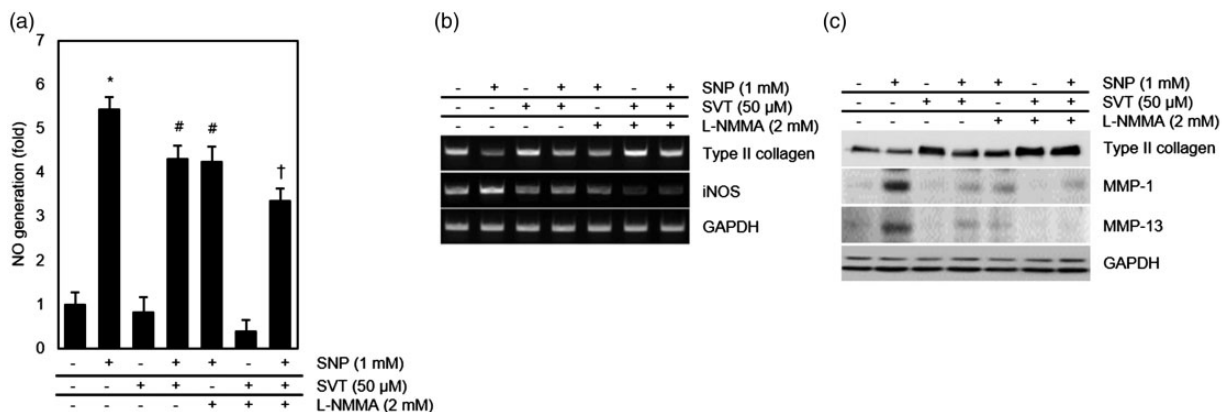 (a)
7
6
5
4
3
2
1
0
NO generation (fold)
*
#
#
†
- + - + + - + SNP (1 mM)
- - + + - + + SVT (50 µM)
- - - - + + + L-NMMA (2 mM)
(b)
- + - + + - + SNP (1 mM)
- - + + - + + SVT (50 µM)
- - - - + + + L-NMMA (2 mM)
Type II collagen
iNOS
GAPDH
(c)
- + - + + - + SNP (1 mM)
- - + + - + + SVT (50 µM)
- - - - + + + L-NMMA (2 mM)
Type II collagen
MMP-1
MMP-13
GAPDH